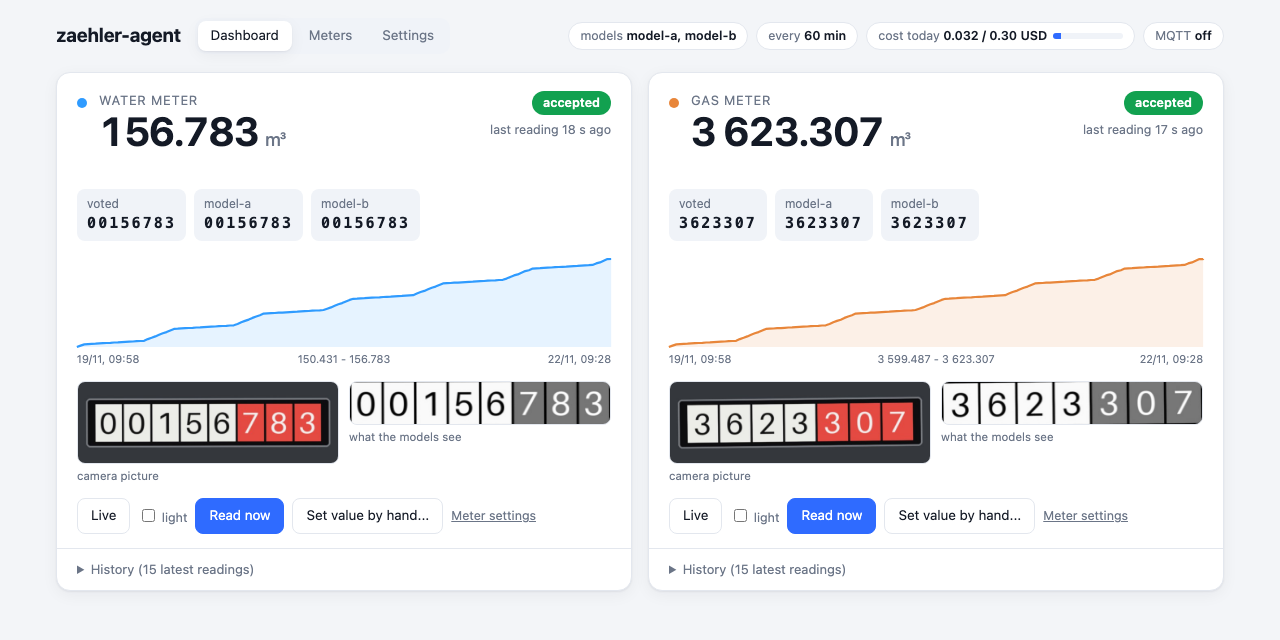 zaehler-agent Dashboard Meters Settings models model-a, model-b every 60 min cost today 0.032 / 0.30 USD MQTT off
WATER METER accepted
156.783 m³ last reading 18 s ago
voted model-a model-b
00156783 00156783 00156783
19/11, 09:58 150.431 - 156.783 22/11, 09:28
00156783 00156783
what the models see
camera picture
Live light Read now Set value by hand... Meter settings
▶ History (15 latest readings)
GAS METER accepted
3 623.307 m³ last reading 17 s ago
voted model-a model-b
3623307 3623307 3623307
19/11, 09:58 3 599.487 - 3 623.307 22/11, 09:28
3623307 3623307
what the models see
camera picture
Live light Read now Set value by hand... Meter settings
▶ History (15 latest readings)